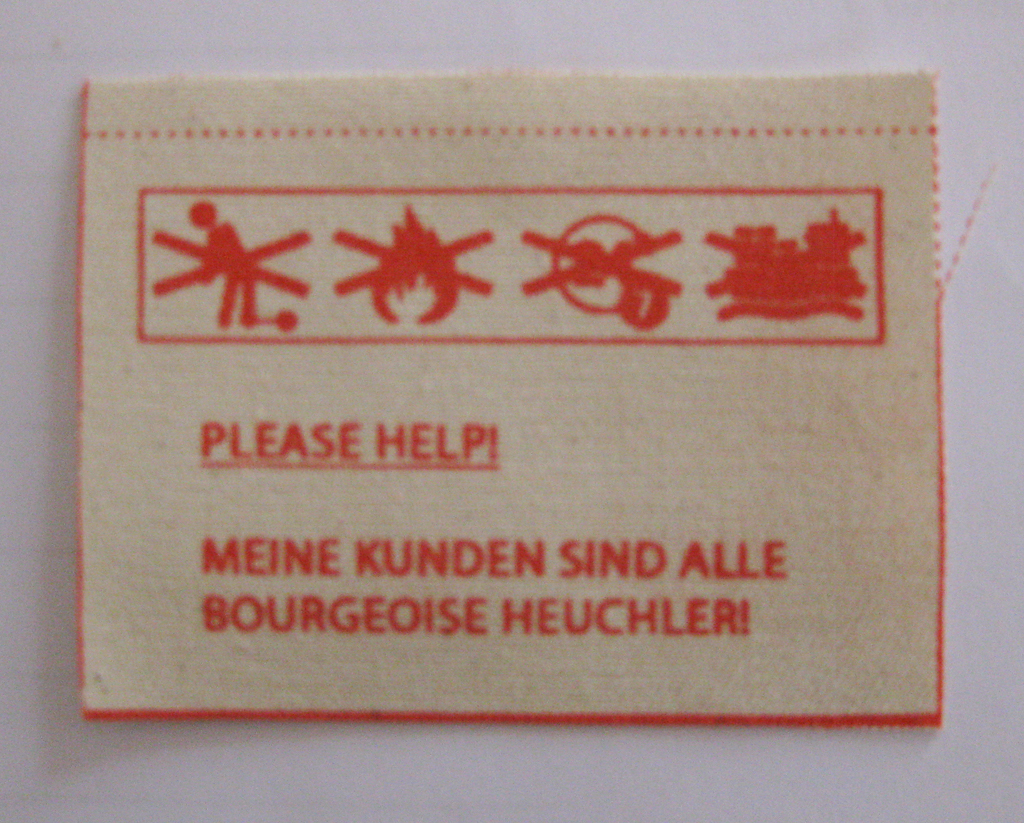 PLEASE HELP!
MEINE KUNDEN SIND ALLE
BOURGEOISE HEUCHLER!